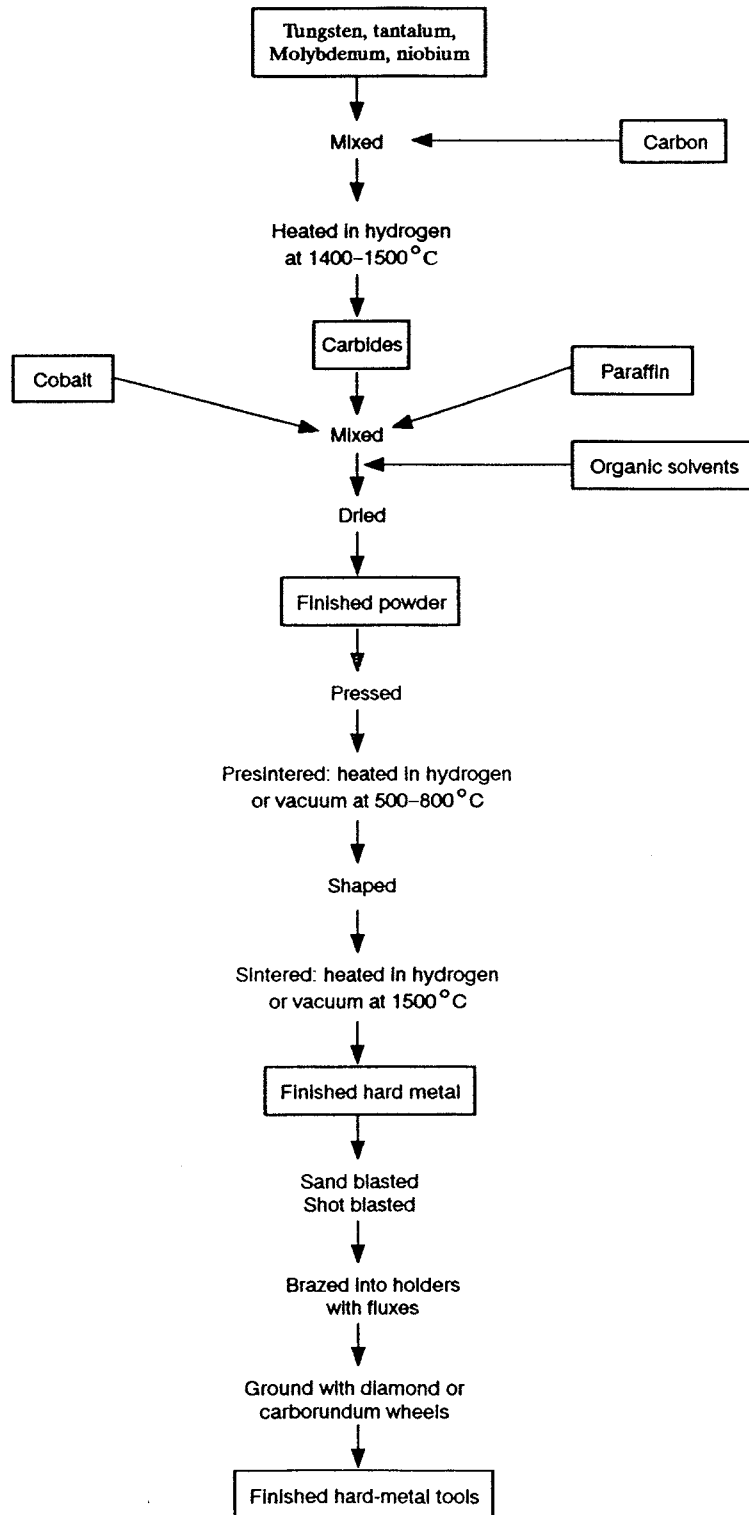 Tungsten, tantalum,
Molybdenum, niobium
Mixed
Carbon
Heated in hydrogen
at 1400–1500°C
Carbides
Cobalt
Paraffin
Mixed
Organic solvents
Dried
Finished powder
Pressed
Presintered: heated in hydrogen
or vacuum at 500–800°C
Shaped
Sintered: heated in hydrogen
or vacuum at 1500°C
Finished hard metal
Sand blasted
Shot blasted
Brazed into holders
with fluxes
Ground with diamond or
carborundum wheels
Finished hard-metal tools